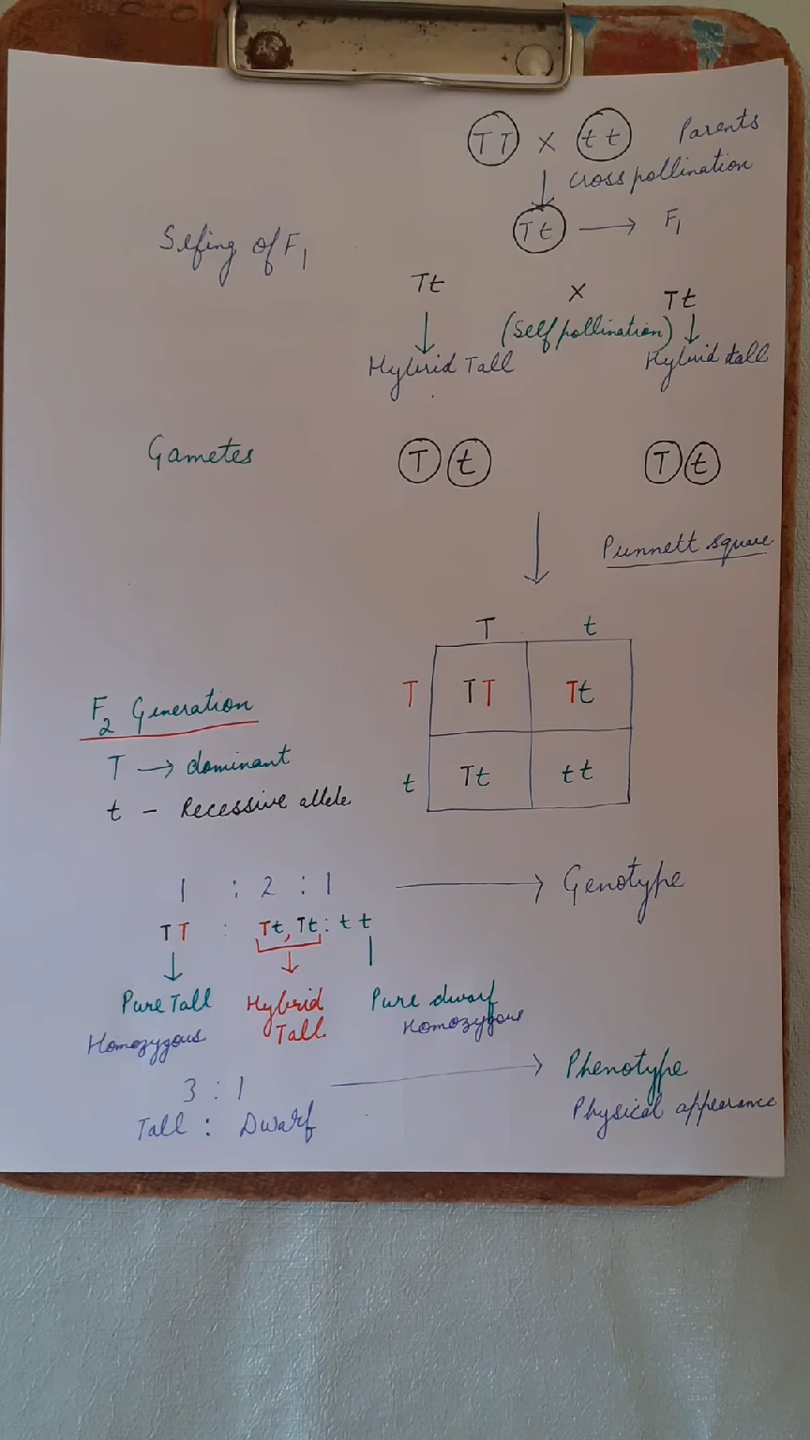 TT x tt Parents
cross pollination
Tt → F1
Selfing of F1
Tt x Tt
(Self pollination)
Hybrid Tall Hybrid tall
Gametes T t T t
Punnett square
T t
T TT Tt
t Tt tt
F2 Generation
T → dominant
t - Recessive allele
1 : 2 : 1 → Genotype
TT : Tt, Tt : tt
Pure Tall Hybrid Tall Pure dwarf
Homozygous Homozygous
3 : 1 → Phenotype
Tall : Dwarf Physical appearance